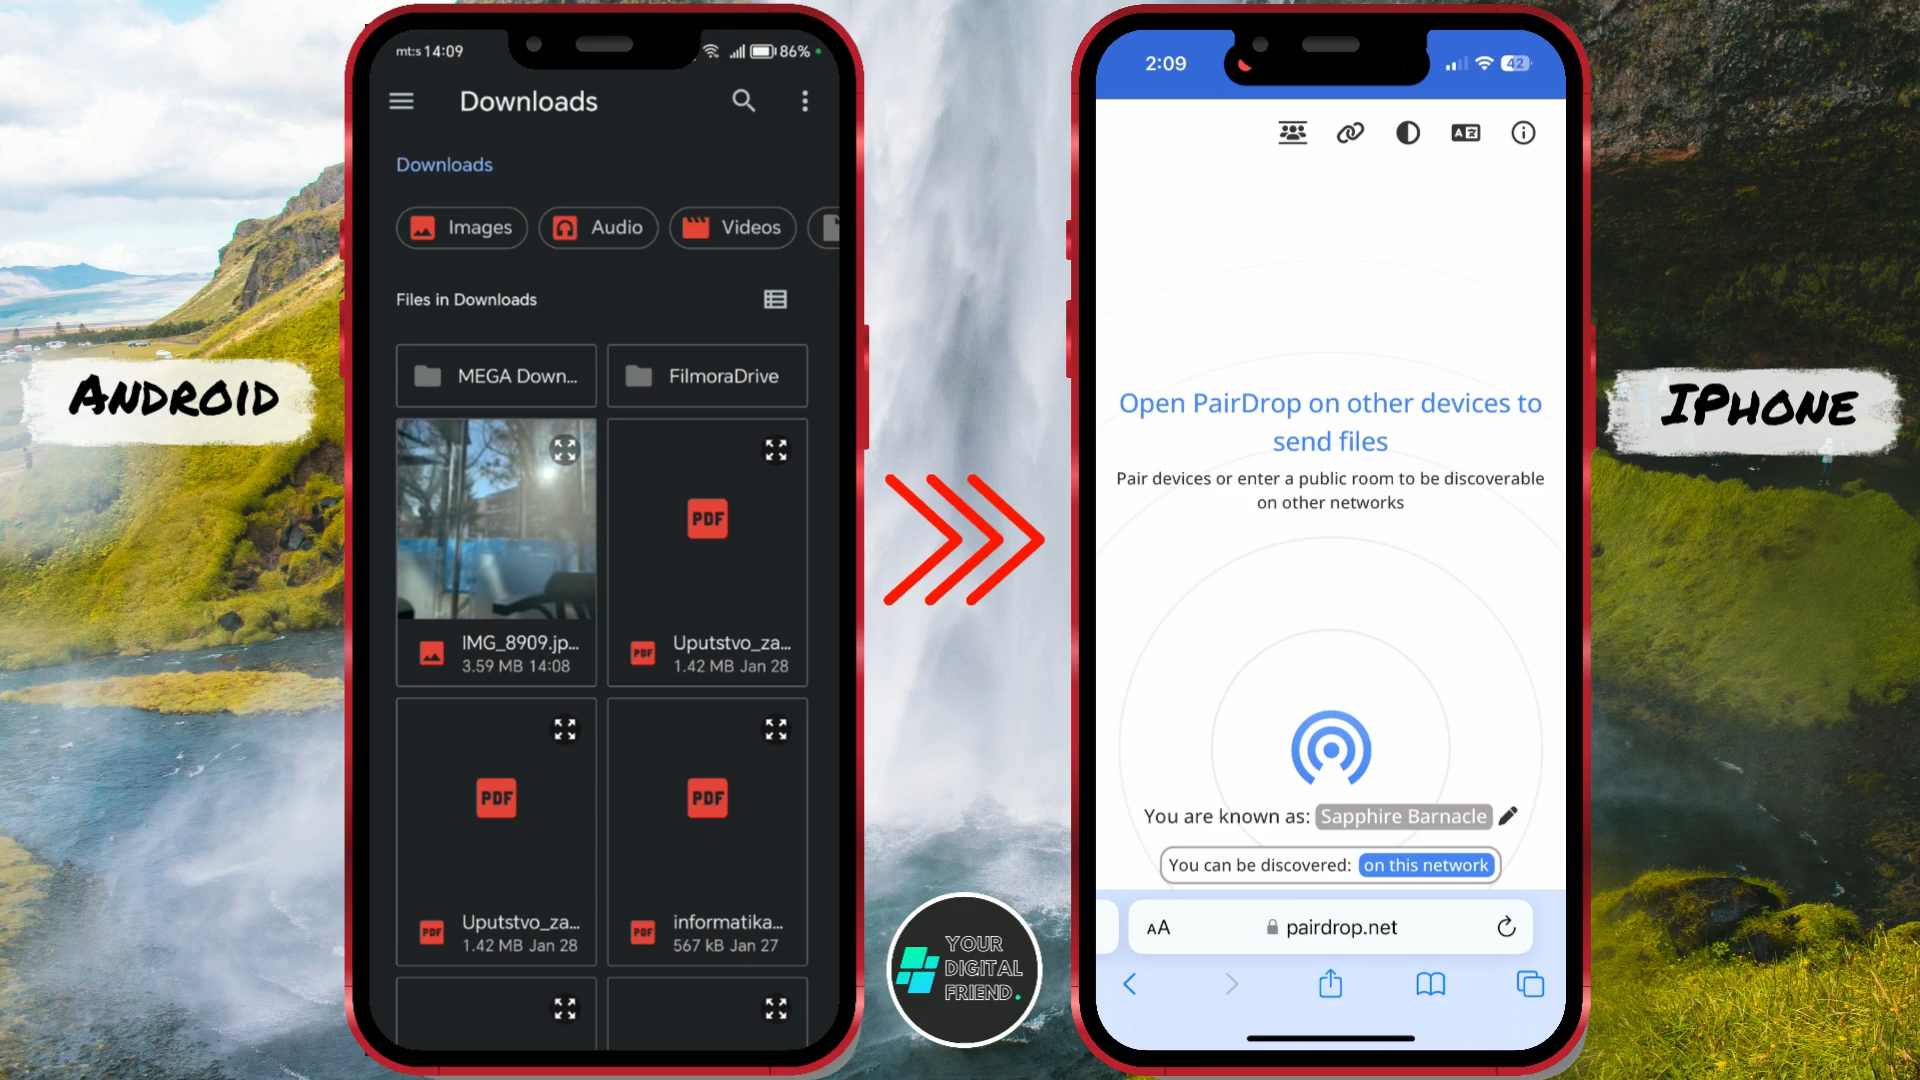 ANDROID
mt:s 14:09
86%
Downloads
Downloads
Images
Audio
Videos
Files in Downloads
MEGA Down...
FilmoraDrive
PDF
IMG_8909.jp...
3.59 MB 14:08
PDF
Uputstvo_za...
1.42 MB Jan 28
PDF
PDF
PDF
Uputstvo_za...
1.42 MB Jan 28
PDF
informatika...
567 kB Jan 27
YOUR
DIGITAL
FRIEND.
2:09
42
A
Open PairDrop on other devices to
send files
Pair devices or enter a public room to be discoverable
on other networks
You are known as: Sapphire Barnacle
You can be discovered: on this network
AA
pairdrop.net
IPHONE